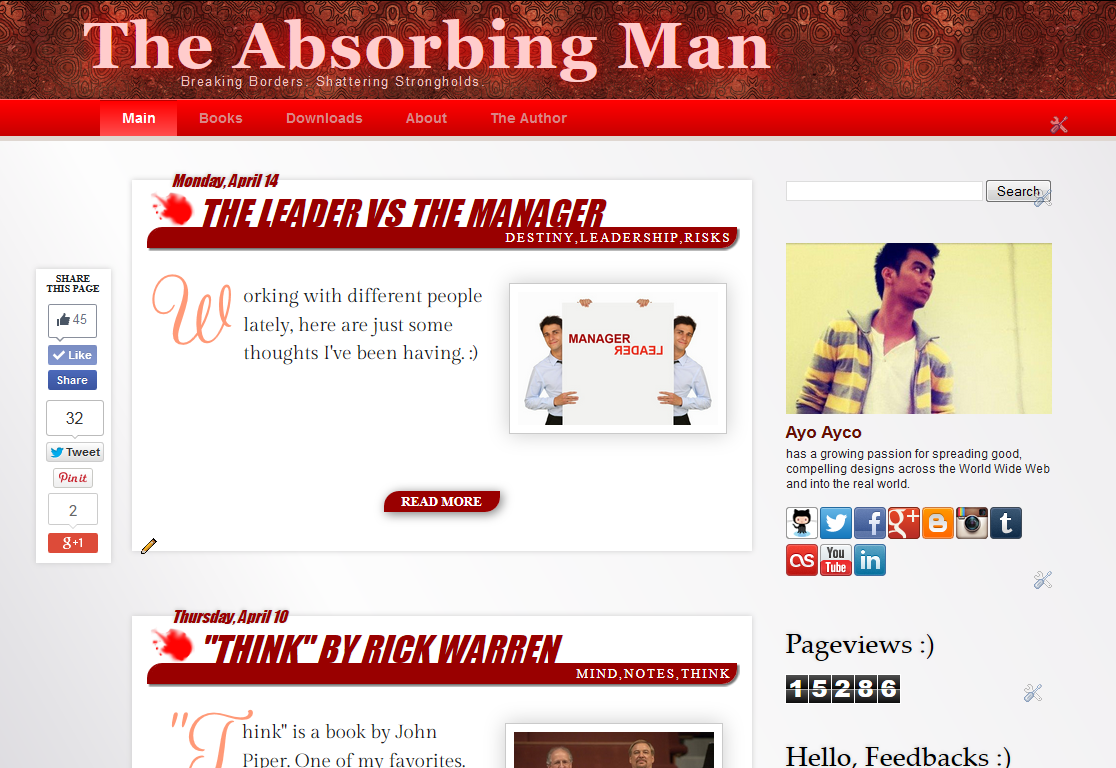 The Absorbing Man
Breaking Borders. Shattering Strongholds.
Main Books Downloads About The Author
Monday, April 14
THE LEADER VS THE MANAGER
DESTINY,LEADERSHIP,RISKS
Working with different people
lately, here are just some
thoughts I've been having. :)
MANAGER
LEADER
READ MORE
SHARE
THIS PAGE
45
Like
Share
32
Tweet
Pinit
2
g+1
Thursday, April 10
"THINK" BY RICK WARREN
MIND,NOTES,THINK
"Think" is a book by John
Piper. One of my favorites.
Search
Ayo Ayco
has a growing passion for spreading good,
compelling designs across the World Wide Web
and into the real world.
f g+ t
You
Tube
in
Pageviews :)
15286
Hello, Feedbacks :)